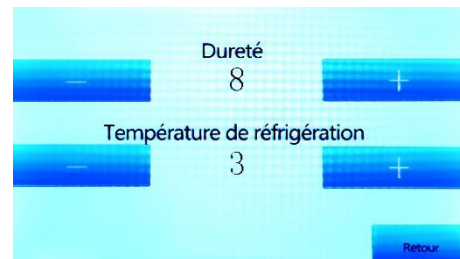 Dureté
− 8 +
Température de réfrigération
− 3 +
Retour